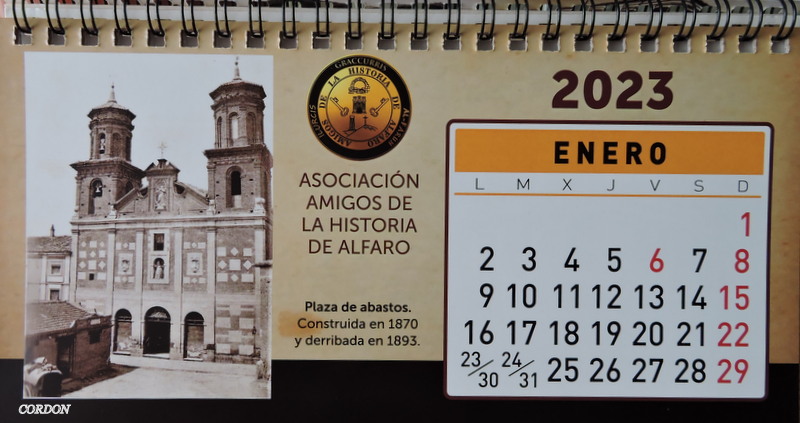 GRACCURRIS
AMIGOS DE LA HISTORIA DE ALFARO
ASOCIACIÓN
AMIGOS DE
LA HISTORIA
DE ALFARO
Plaza de abastos.
Construida en 1870
y derribada en 1893.
2023
ENERO
L M X J V S D
1
2 3 4 5 6 7 8
9 10 11 12 13 14 15
16 17 18 19 20 21 22
23/30 24/31 25 26 27 28 29
CORDON